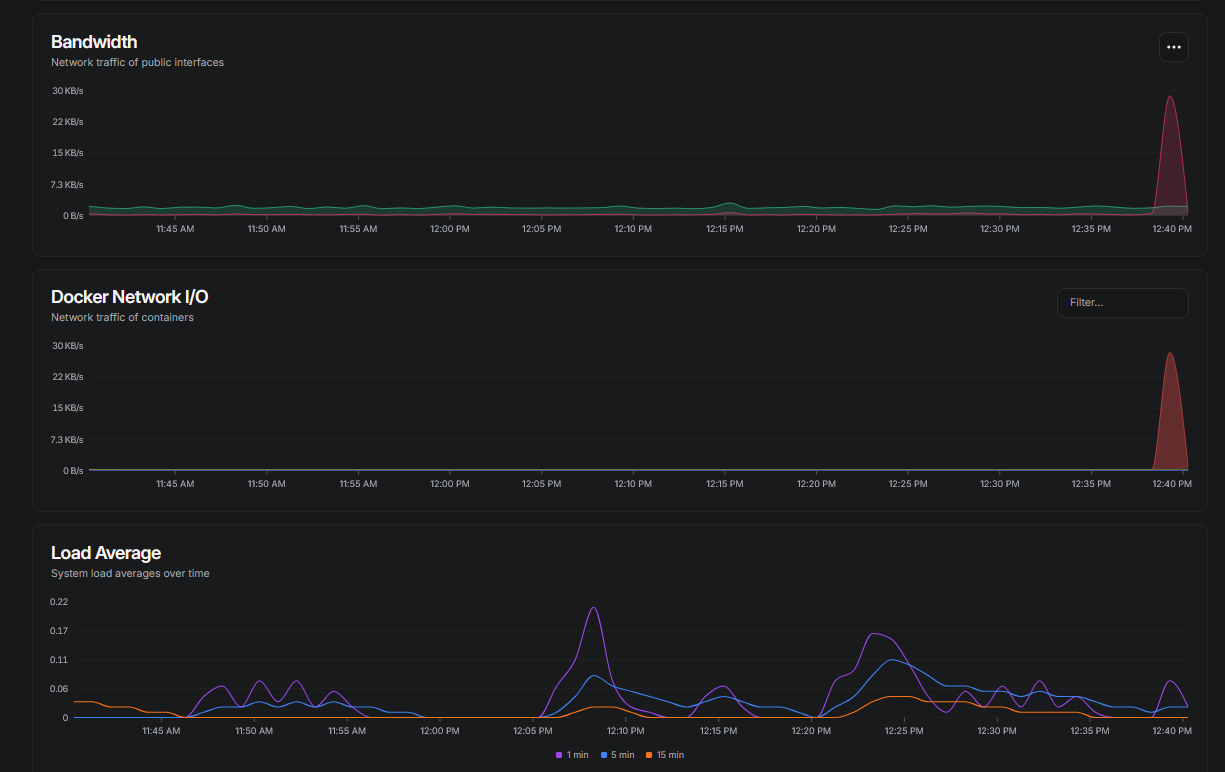 Bandwidth
Network traffic of public interfaces
30 KB/s
22 KB/s
15 KB/s
7.3 KB/s
0 B/s
11:45 AM 11:50 AM 11:55 AM 12:00 PM 12:05 PM 12:10 PM 12:15 PM 12:20 PM 12:25 PM 12:30 PM 12:35 PM 12:40 PM
Docker Network I/O
Filter...
Network traffic of containers
30 KB/s
22 KB/s
15 KB/s
7.3 KB/s
0 B/s
11:45 AM 11:50 AM 11:55 AM 12:00 PM 12:05 PM 12:10 PM 12:15 PM 12:20 PM 12:25 PM 12:30 PM 12:35 PM 12:40 PM
Load Average
System load averages over time
0.22
0.17
0.11
0.06
0
11:45 AM 11:50 AM 11:55 AM 12:00 PM 12:05 PM 12:10 PM 12:15 PM 12:20 PM 12:25 PM 12:30 PM 12:35 PM 12:40 PM
1 min 5 min 15 min